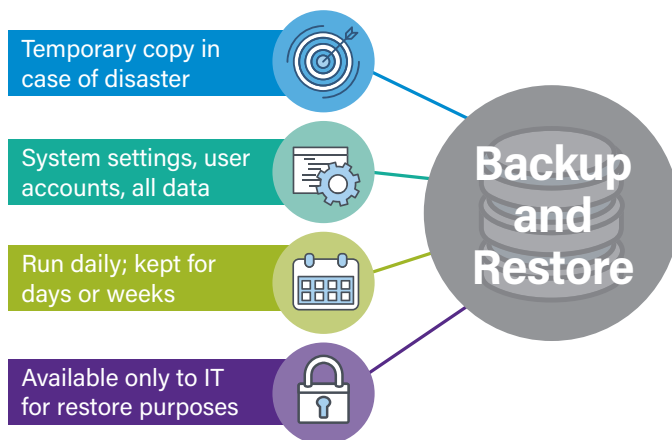 Temporary copy in
case of disaster
System settings, user
accounts, all data
Run daily; kept for
days or weeks
Available only to IT
for restore purposes
Backup
and
Restore